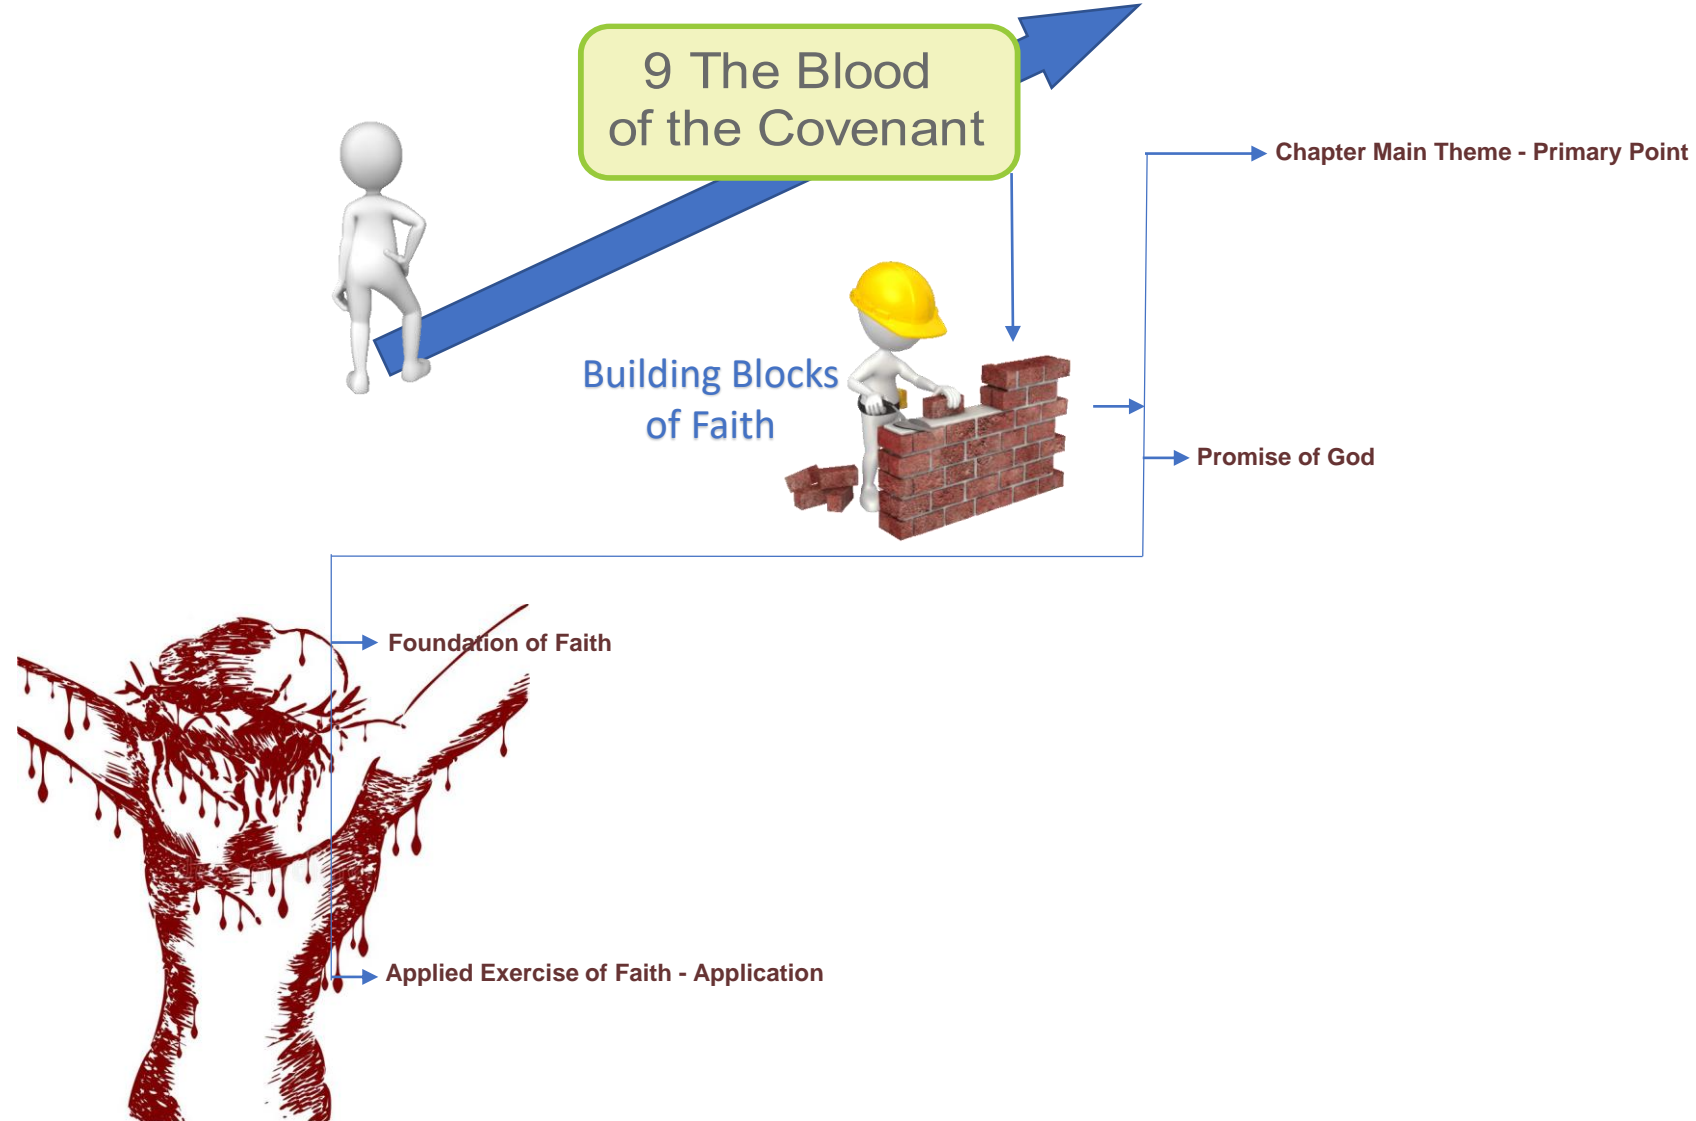 9 The Blood
of the Covenant
Chapter Main Theme - Primary Point
Building Blocks
of Faith
Promise of God
Foundation of Faith
Applied Exercise of Faith - Application